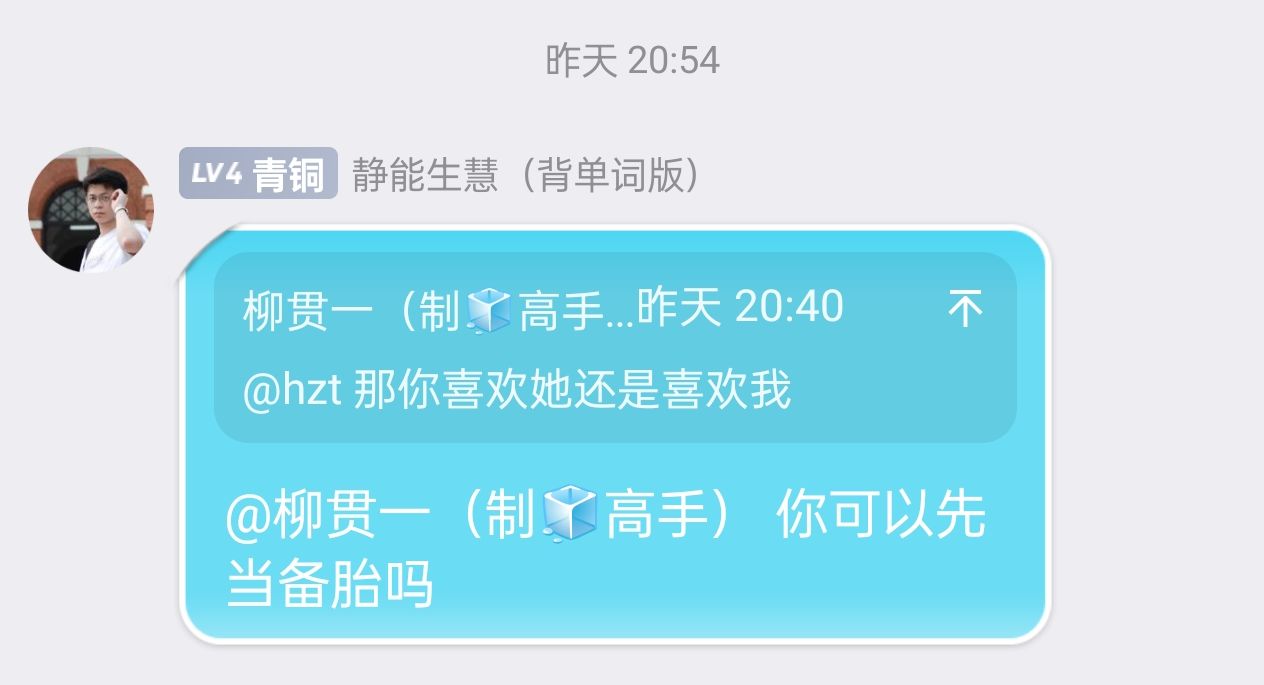 昨天 20:54
LV4 青铜 静能生慧（背单词版）
柳贯一（制🧊高手...昨天 20:40
@hzt 那你喜欢她还是喜欢我
@柳贯一（制🧊高手） 你可以先
当备胎吗